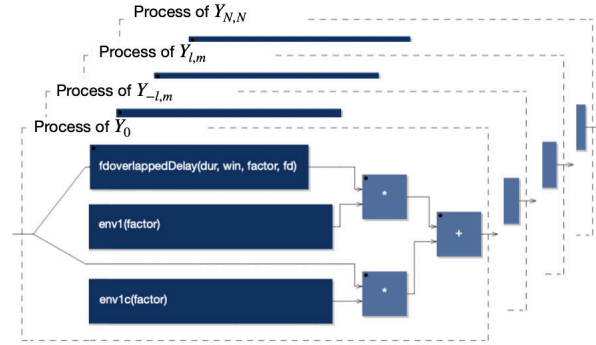 Process of Y_{N,N}
Process of Y_{l,m}
Process of Y_{-l,m}
Process of Y_0
fdoverlappedDelay(dur, win, factor, fd)
*
env1(factor)
+
env1c(factor)
*